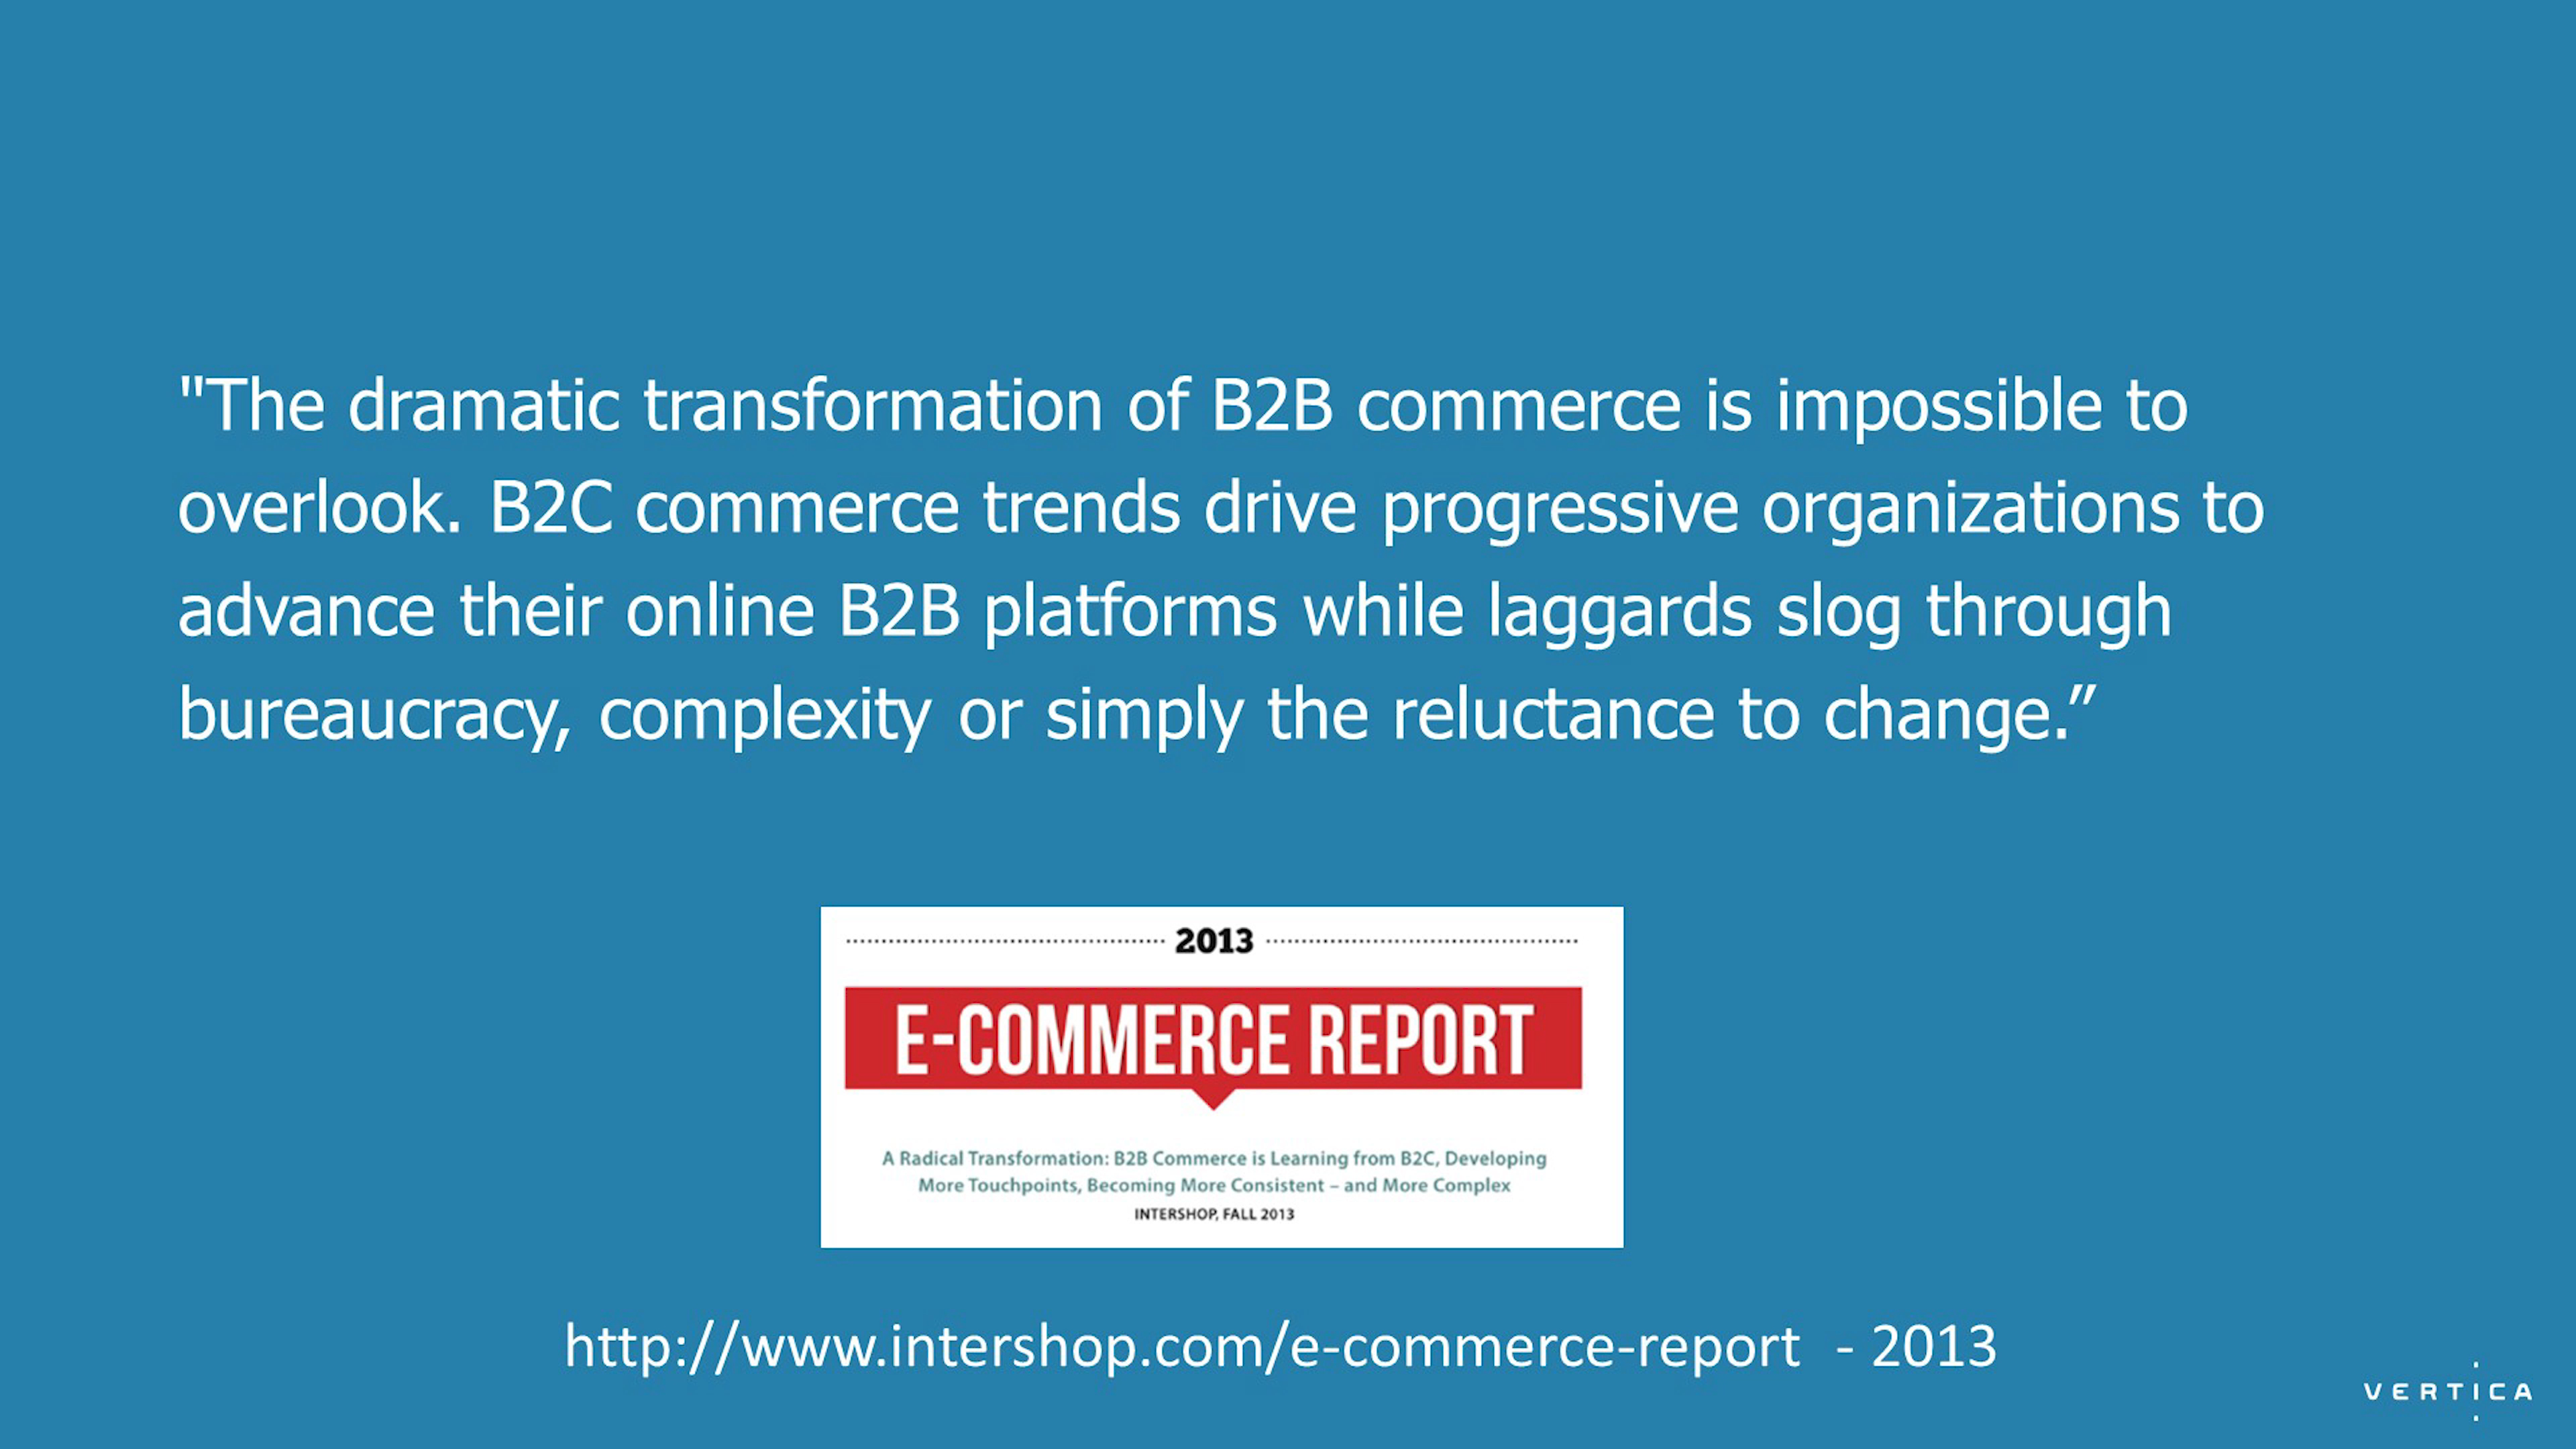 "The dramatic transformation of B2B commerce is impossible to
overlook. B2C commerce trends drive progressive organizations to
advance their online B2B platforms while laggards slog through
bureaucracy, complexity or simply the reluctance to change.”
2013
E-COMMERCE REPORT
A Radical Transformation: B2B Commerce is Learning from B2C, Developing
More Touchpoints, Becoming More Consistent – and More Complex
INTERSHOP, FALL 2013
http://www.intershop.com/e-commerce-report - 2013
VERTICA